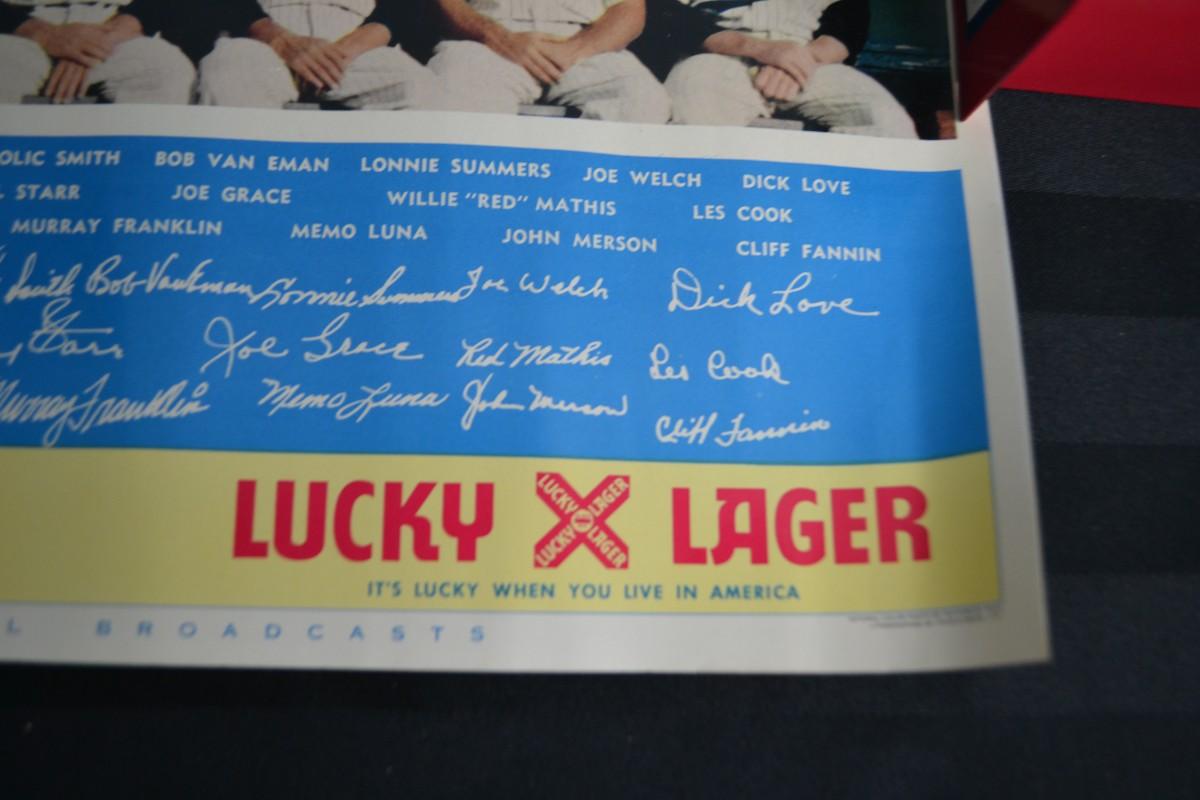 OLIC SMITH BOB VAN EMAN LONNIE SUMMERS JOE WELCH DICK LOVE
L STARR JOE GRACE WILLIE "RED" MATHIS LES COOK
MURRAY FRANKLIN MEMO LUNA JOHN MERSON CLIFF FANNIN
Smith Bob VanEman Lonnie Summers Joe Welch Dick Love
Starr Joe Grace Red Mathis Les Cook
Murray Franklin Memo Luna John Merson Cliff Fannin
LUCKY LUCKY LAGER LUCKY LAGER LAGER
IT'S LUCKY WHEN YOU LIVE IN AMERICA
L BROADCASTS